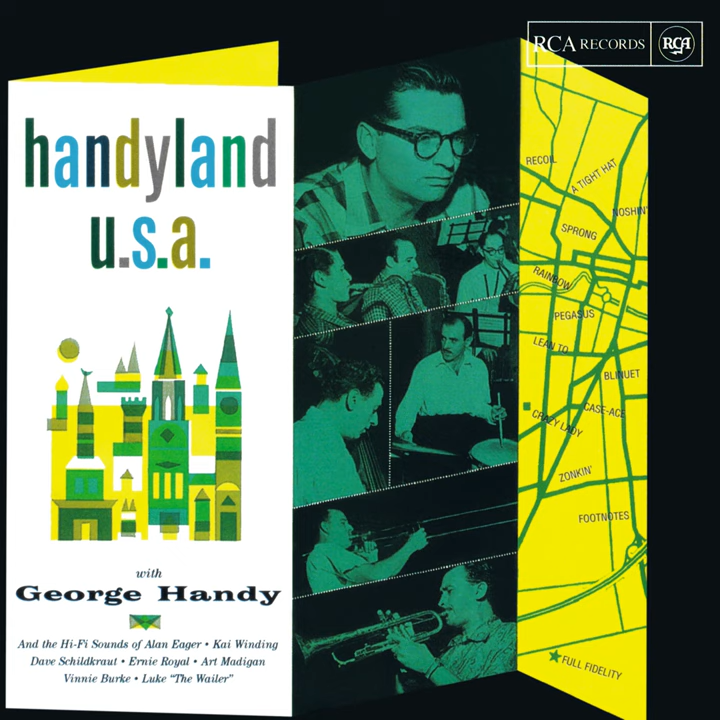 RCA RECORDS
RCA
handyland
u.s.a.
with
George Handy
And the Hi-Fi Sounds of Alan Eager • Kai Winding
Dave Schildkraut • Ernie Royal • Art Madigan
Vinnie Burke • Luke "The Wailer"
RECOIL
A TIGHT HAT
NOSHIN'
SPRONG
RAINBOW
PEGASUS
LEAN TO
BLINUET
CASE-ACE
CRAZY LADY
ZONKIN'
FOOTNOTES
FULL FIDELITY